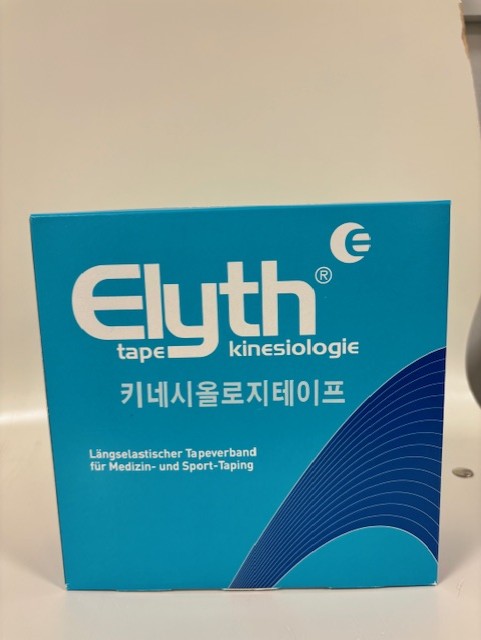 Elyth®
tape kinesiologie
키네시올로지테이프
Längselastischer Tapeverband
für Medizin- und Sport-Taping